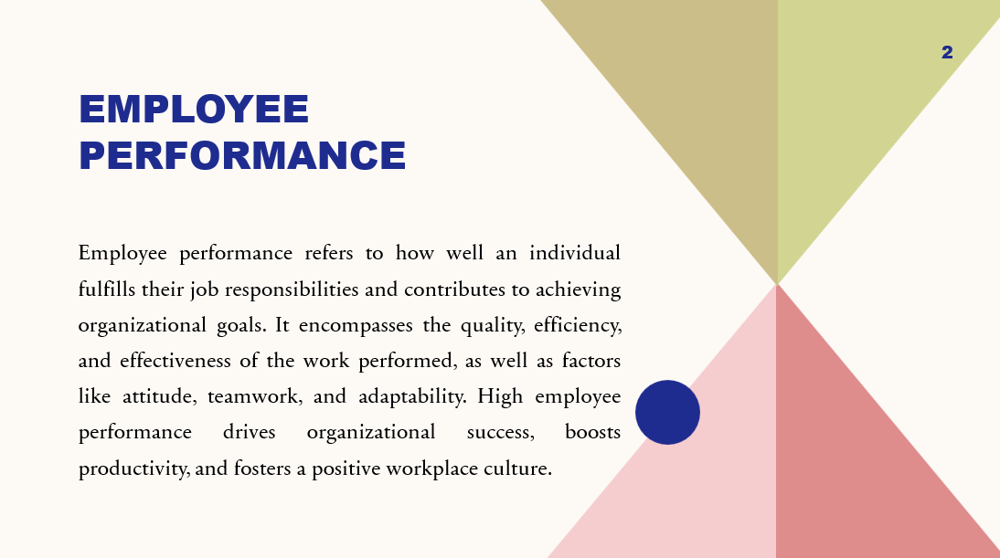 2
EMPLOYEE
PERFORMANCE
Employee performance refers to how well an individual
fulfills their job responsibilities and contributes to achieving
organizational goals. It encompasses the quality, efficiency,
and effectiveness of the work performed, as well as factors
like attitude, teamwork, and adaptability. High employee
performance drives organizational success, boosts
productivity, and fosters a positive workplace culture.